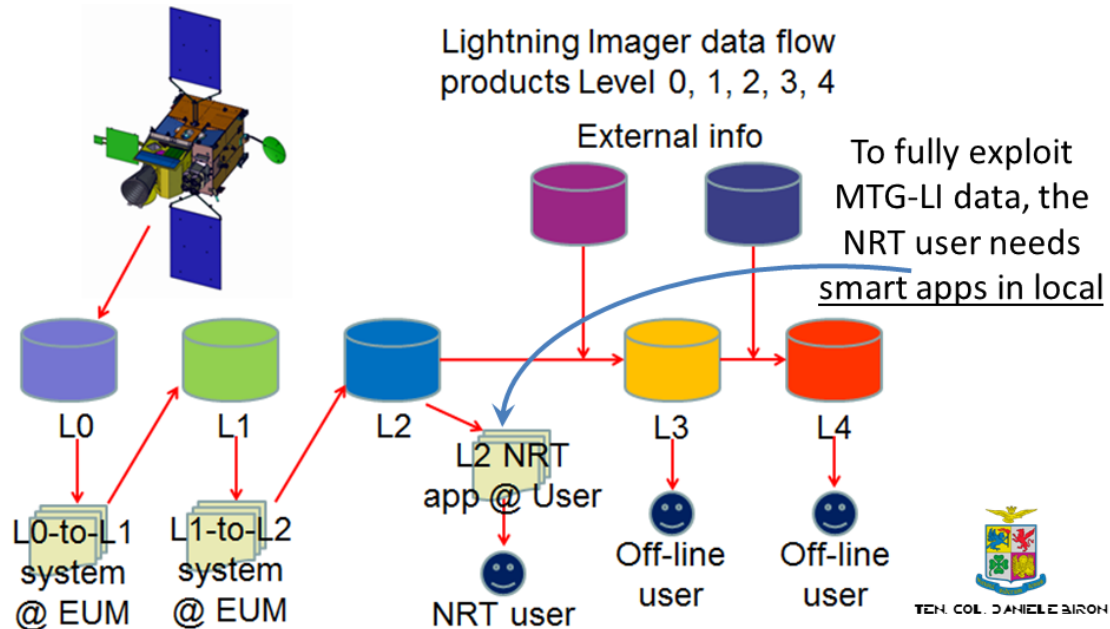 Lightning Imager data flow
products Level 0, 1, 2, 3, 4
External info
To fully exploit
MTG-LI data, the
NRT user needs
smart apps in local
L0
L1
L2
L3
L4
L0-to-L1
system
@ EUM
L1-to-L2
system
@ EUM
L2 NRT
app @ User
NRT user
Off-line
user
Off-line
user
TEN. COL. DANIELE BIRON